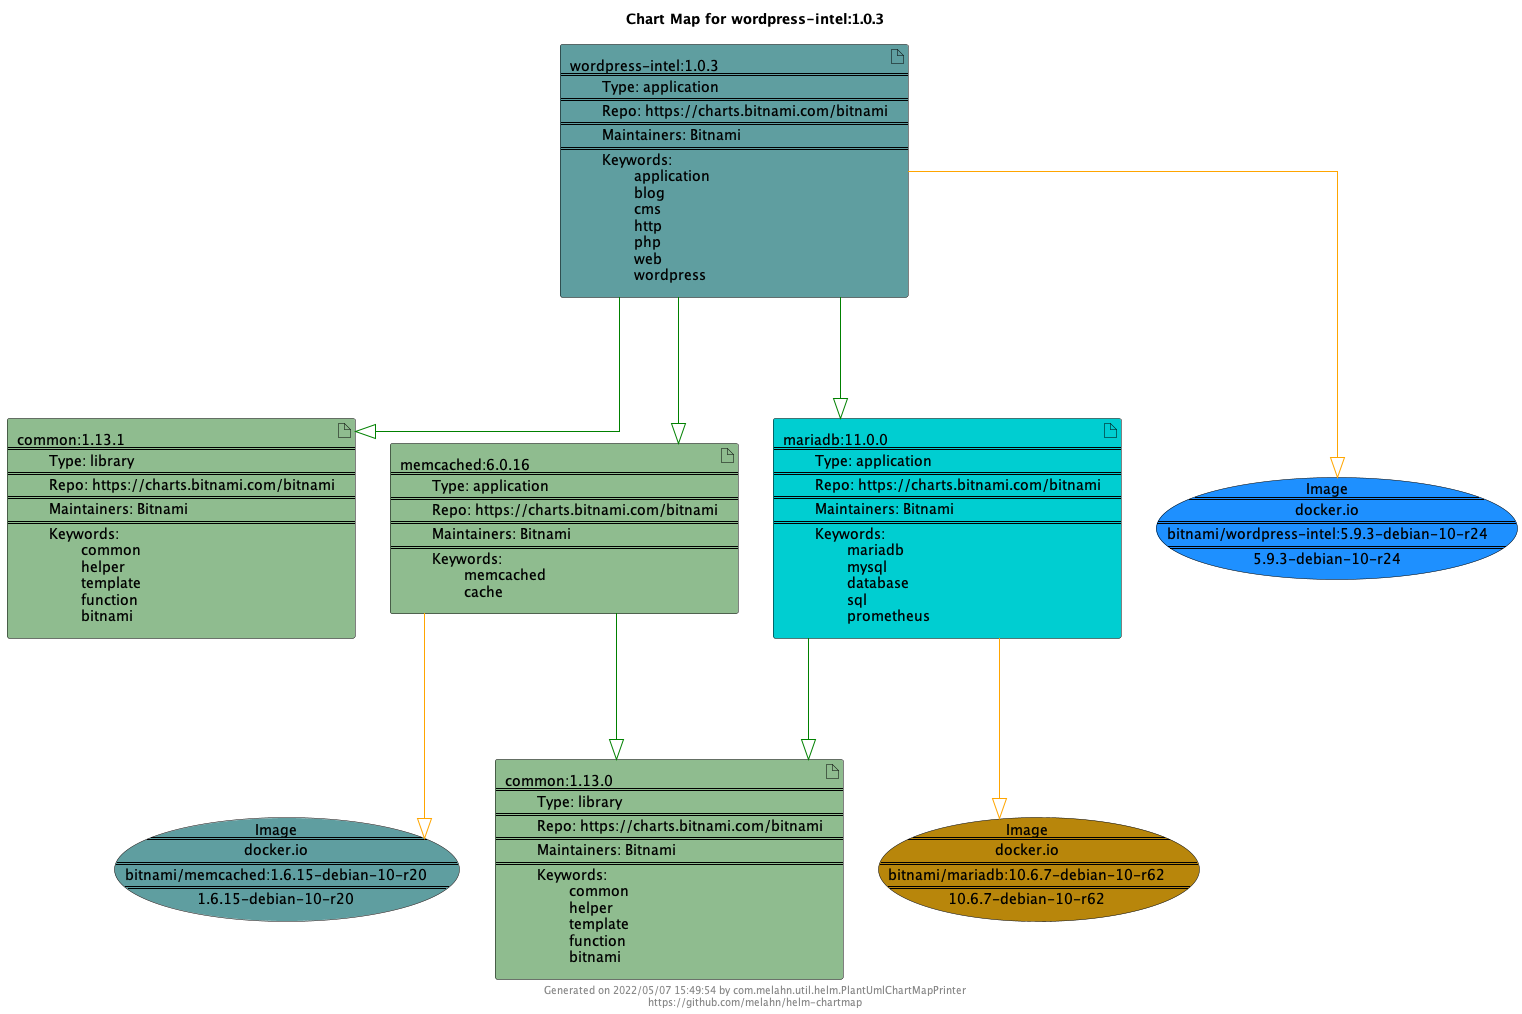 Chart Map for wordpress-intel:1.0.3
wordpress-intel:1.0.3
Type: application
Repo: https://charts.bitnami.com/bitnami
Maintainers: Bitnami
Keywords:
application
blog
cms
http
php
web
wordpress
common:1.13.1
Type: library
Repo: https://charts.bitnami.com/bitnami
Maintainers: Bitnami
Keywords:
common
helper
template
function
bitnami
memcached:6.0.16
Type: application
Repo: https://charts.bitnami.com/bitnami
Maintainers: Bitnami
Keywords:
memcached
cache
mariadb:11.0.0
Type: application
Repo: https://charts.bitnami.com/bitnami
Maintainers: Bitnami
Keywords:
mariadb
mysql
database
sql
prometheus
Image
docker.io
bitnami/wordpress-intel:5.9.3-debian-10-r24
5.9.3-debian-10-r24
Image
docker.io
bitnami/memcached:1.6.15-debian-10-r20
1.6.15-debian-10-r20
common:1.13.0
Type: library
Repo: https://charts.bitnami.com/bitnami
Maintainers: Bitnami
Keywords:
common
helper
template
function
bitnami
Image
docker.io
bitnami/mariadb:10.6.7-debian-10-r62
10.6.7-debian-10-r62
Generated on 2022/05/07 15:49:54 by com.melahn.util.helm.PlantUmlChartMapPrinter
https://github.com/melahn/helm-chartmap